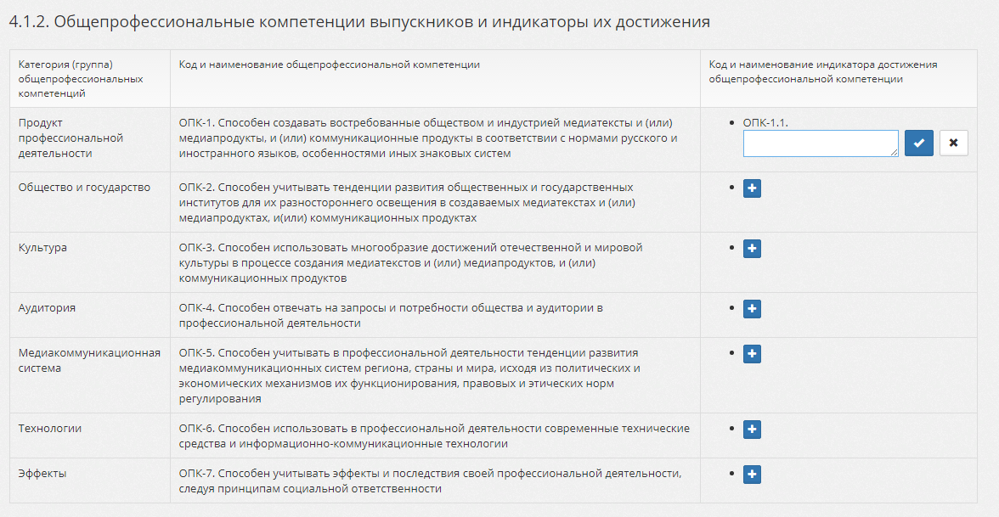 4.1.2. Общепрофессиональные компетенции выпускников и индикаторы их достижения
Категория (группа)
общепрофессиональных
компетенций
Код и наименование общепрофессиональной компетенции
Код и наименование индикатора достижения
общепрофессиональной компетенции
Продукт
профессиональной
деятельности
ОПК-1. Способен создавать востребованные обществом и индустрией медиатексты и (или)
медиапродукты, и (или) коммуникационные продукты в соответствии с нормами русского и
иностранного языков, особенностями иных знаковых систем
ОПК-1.1.
Общество и государство
ОПК-2. Способен учитывать тенденции развития общественных и государственных
институтов для их разностороннего освещения в создаваемых медиатекстах и (или)
медиапродуктах, и(или) коммуникационных продуктах
Культура
ОПК-3. Способен использовать многообразие достижений отечественной и мировой
культуры в процессе создания медиатекстов и (или) медиапродуктов, и (или)
коммуникационных продуктов
Аудитория
ОПК-4. Способен отвечать на запросы и потребности общества и аудитории в
профессиональной деятельности
Медиакоммуникационная
система
ОПК-5. Способен учитывать в профессиональной деятельности тенденции развития
медиакоммуникационных систем региона, страны и мира, исходя из политических и
экономических механизмов их функционирования, правовых и этических норм
регулирования
Технологии
ОПК-6. Способен использовать в профессиональной деятельности современные технические
средства и информационно-коммуникационные технологии
Эффекты
ОПК-7. Способен учитывать эффекты и последствия своей профессиональной деятельности,
следуя принципам социальной ответственности